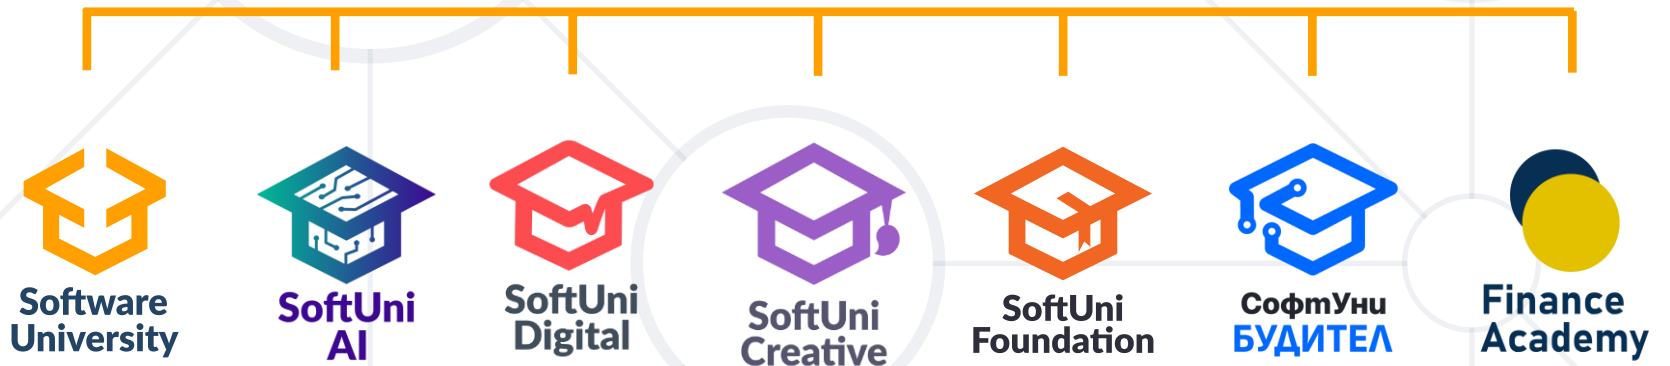 Software
University
SoftUni
AI
SoftUni
Digital
SoftUni
Creative
SoftUni
Foundation
СофтУни
БУДИТЕЛ
Finance
Academy